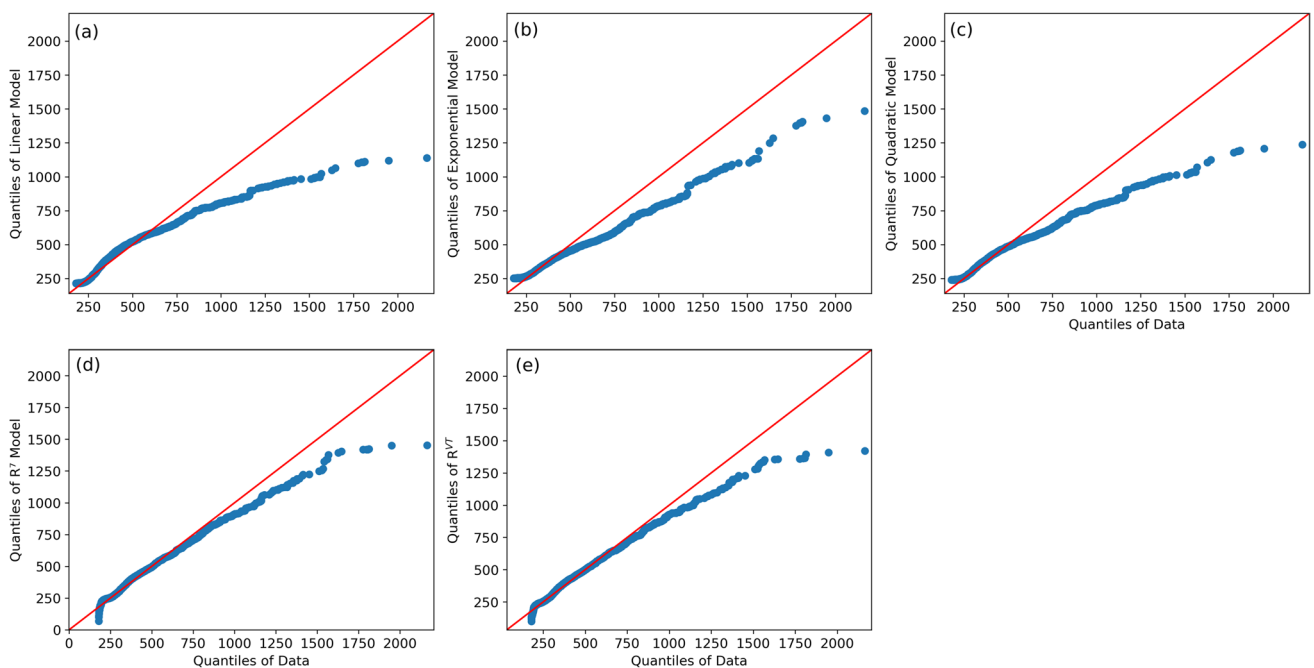 (a)
Quantiles of Linear Model
2000
1750
1500
1250
1000
750
500
250
250 500 750 1000 1250 1500 1750 2000
(b)
Quantiles of Exponential Model
2000
1750
1500
1250
1000
750
500
250
250 500 750 1000 1250 1500 1750 2000
(c)
Quantiles of Quadratic Model
2000
1750
1500
1250
1000
750
500
250
250 500 750 1000 1250 1500 1750 2000
Quantiles of Data
(d)
Quantiles of R⁷ Model
2000
1750
1500
1250
1000
750
500
250
0
0 250 500 750 1000 1250 1500 1750 2000
Quantiles of Data
(e)
Quantiles of Rⱽᵀ
2000
1750
1500
1250
1000
750
500
250
250 500 750 1000 1250 1500 1750 2000
Quantiles of Data